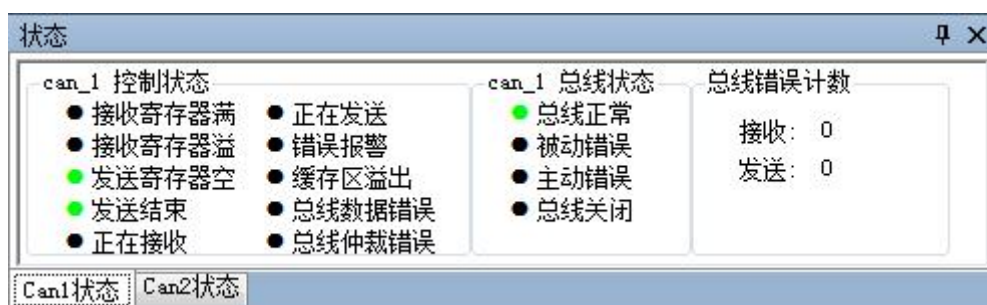 状态
can_1 控制状态
接收寄存器满
接收寄存器溢
发送寄存器空
发送结束
正在接收
正在发送
错误报警
缓存区溢出
总线数据错误
总线仲裁错误
can_1 总线状态
总线正常
被动错误
主动错误
总线关闭
总线错误计数
接收: 0
发送: 0
Can1状态
Can2状态